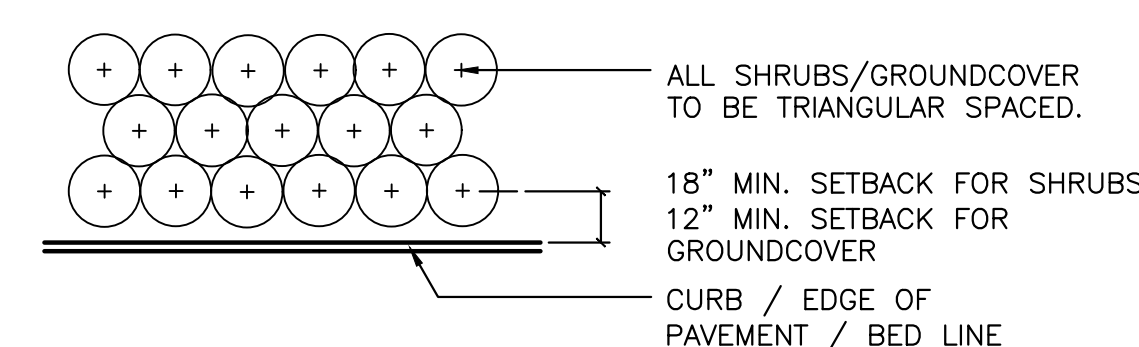 ALL SHRUBS/GROUNDCOVER
TO BE TRIANGULAR SPACED.
18" MIN. SETBACK FOR SHRUBS
12" MIN. SETBACK FOR
GROUNDCOVER
CURB / EDGE OF
PAVEMENT / BED LINE